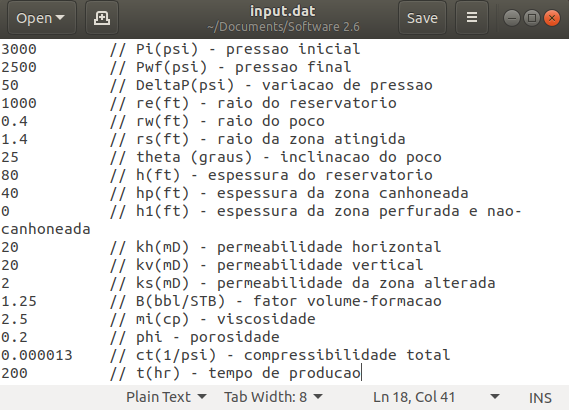 input.dat
Open
~/Documents/Software 2.6
Save
3000 // Pi(psi) - pressao inicial
2500 // Pwf(psi) - pressao final
50 // DeltaP(psi) - variacao de pressao
1000 // re(ft) - raio do reservatorio
0.4 // rw(ft) - raio do poco
1.4 // rs(ft) - raio da zona atingida
25 // theta (graus) - inclinacao do poco
80 // h(ft) - espessura do reservatorio
40 // hp(ft) - espessura da zona canhoneada
0 // h1(ft) - espessura da zona perfurada e nao-
canhoneada
20 // kh(mD) - permeabilidade horizontal
20 // kv(mD) - permeabilidade vertical
2 // ks(mD) - permeabilidade da zona alterada
1.25 // B(bbl/STB) - fator volume-formacao
2.5 // mi(cp) - viscosidade
0.2 // phi - porosidade
0.000013 // ct(1/psi) - compressibilidade total
200 // t(hr) - tempo de producao
Plain Text Tab Width: 8 Ln 18, Col 41 INS